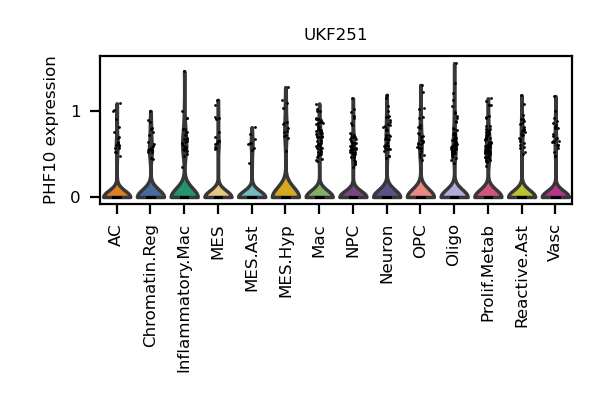 UKF251
PHF10 expression
1
0
AC
Chromatin.Reg
Inflammatory.Mac
MES
MES.Ast
MES.Hyp
Mac
NPC
Neuron
OPC
Oligo
Prolif.Metab
Reactive.Ast
Vasc